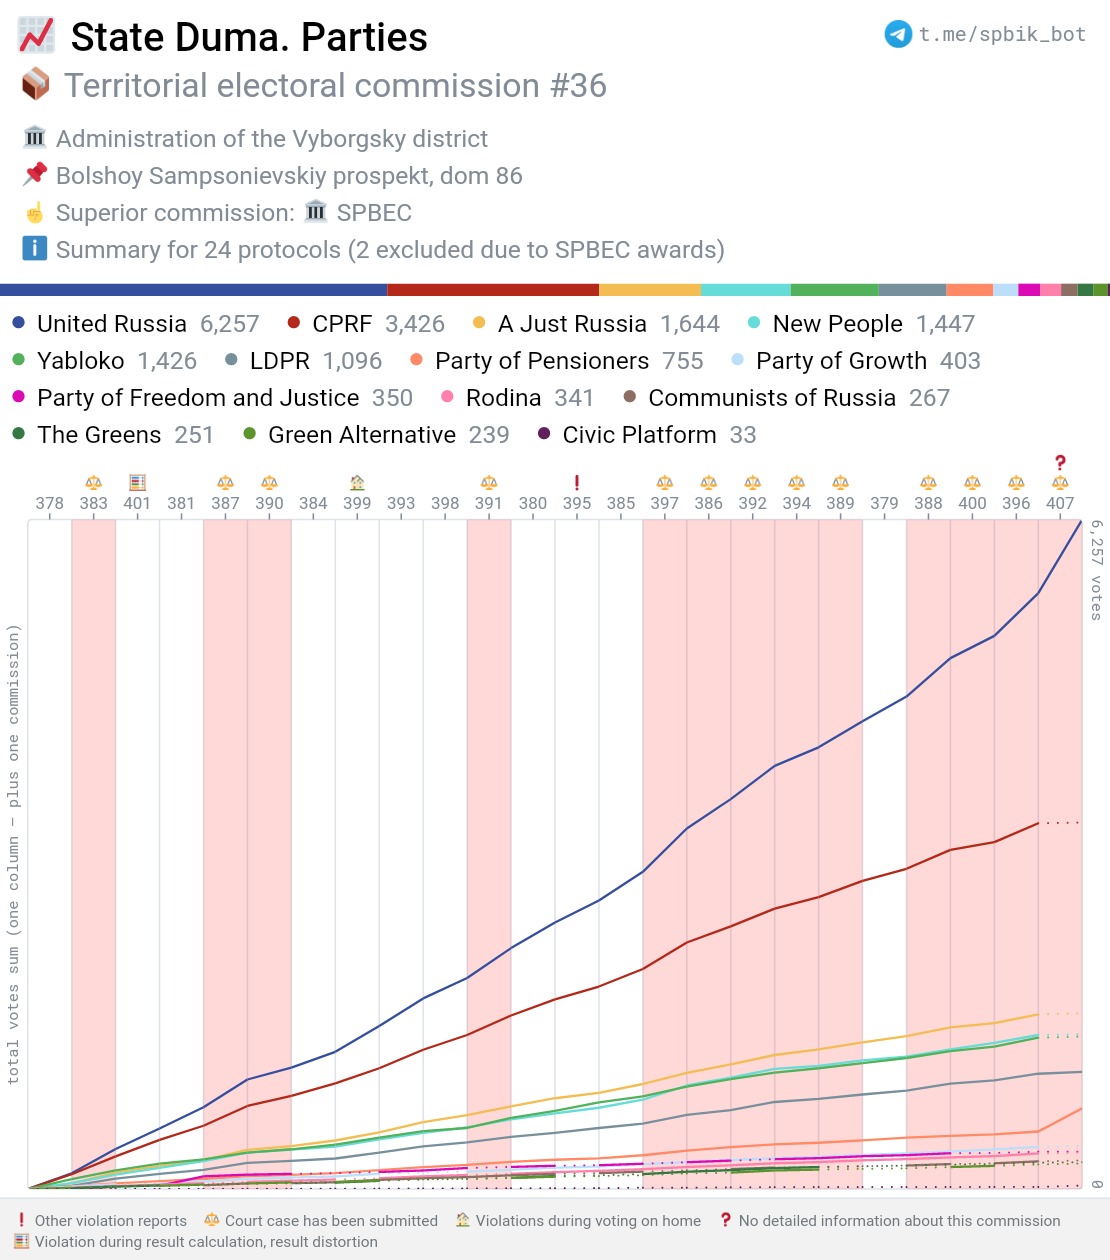 State Duma. Parties
t.me/spbik_bot
Territorial electoral commission #36
Administration of the Vyborgsky district
Bolshoy Sampsonievskiy prospekt, dom 86
Superior commission: SPBEC
Summary for 24 protocols (2 excluded due to SPBEC awards)
United Russia 6,257 CPRF 3,426 A Just Russia 1,644 New People 1,447
Yabloko 1,426 LDPR 1,096 Party of Pensioners 755 Party of Growth 403
Party of Freedom and Justice 350 Rodina 341 Communists of Russia 267
The Greens 251 Green Alternative 239 Civic Platform 33
378 383 401 381 387 390 384 399 393 398 391 380 395 385 397 386 392 394 389 379 388 400 396 407
total votes sum (one column – plus one commission)
6,257 votes
0
Other violation reports Court case has been submitted Violations during voting on home No detailed information about this commission
Violation during result calculation, result distortion